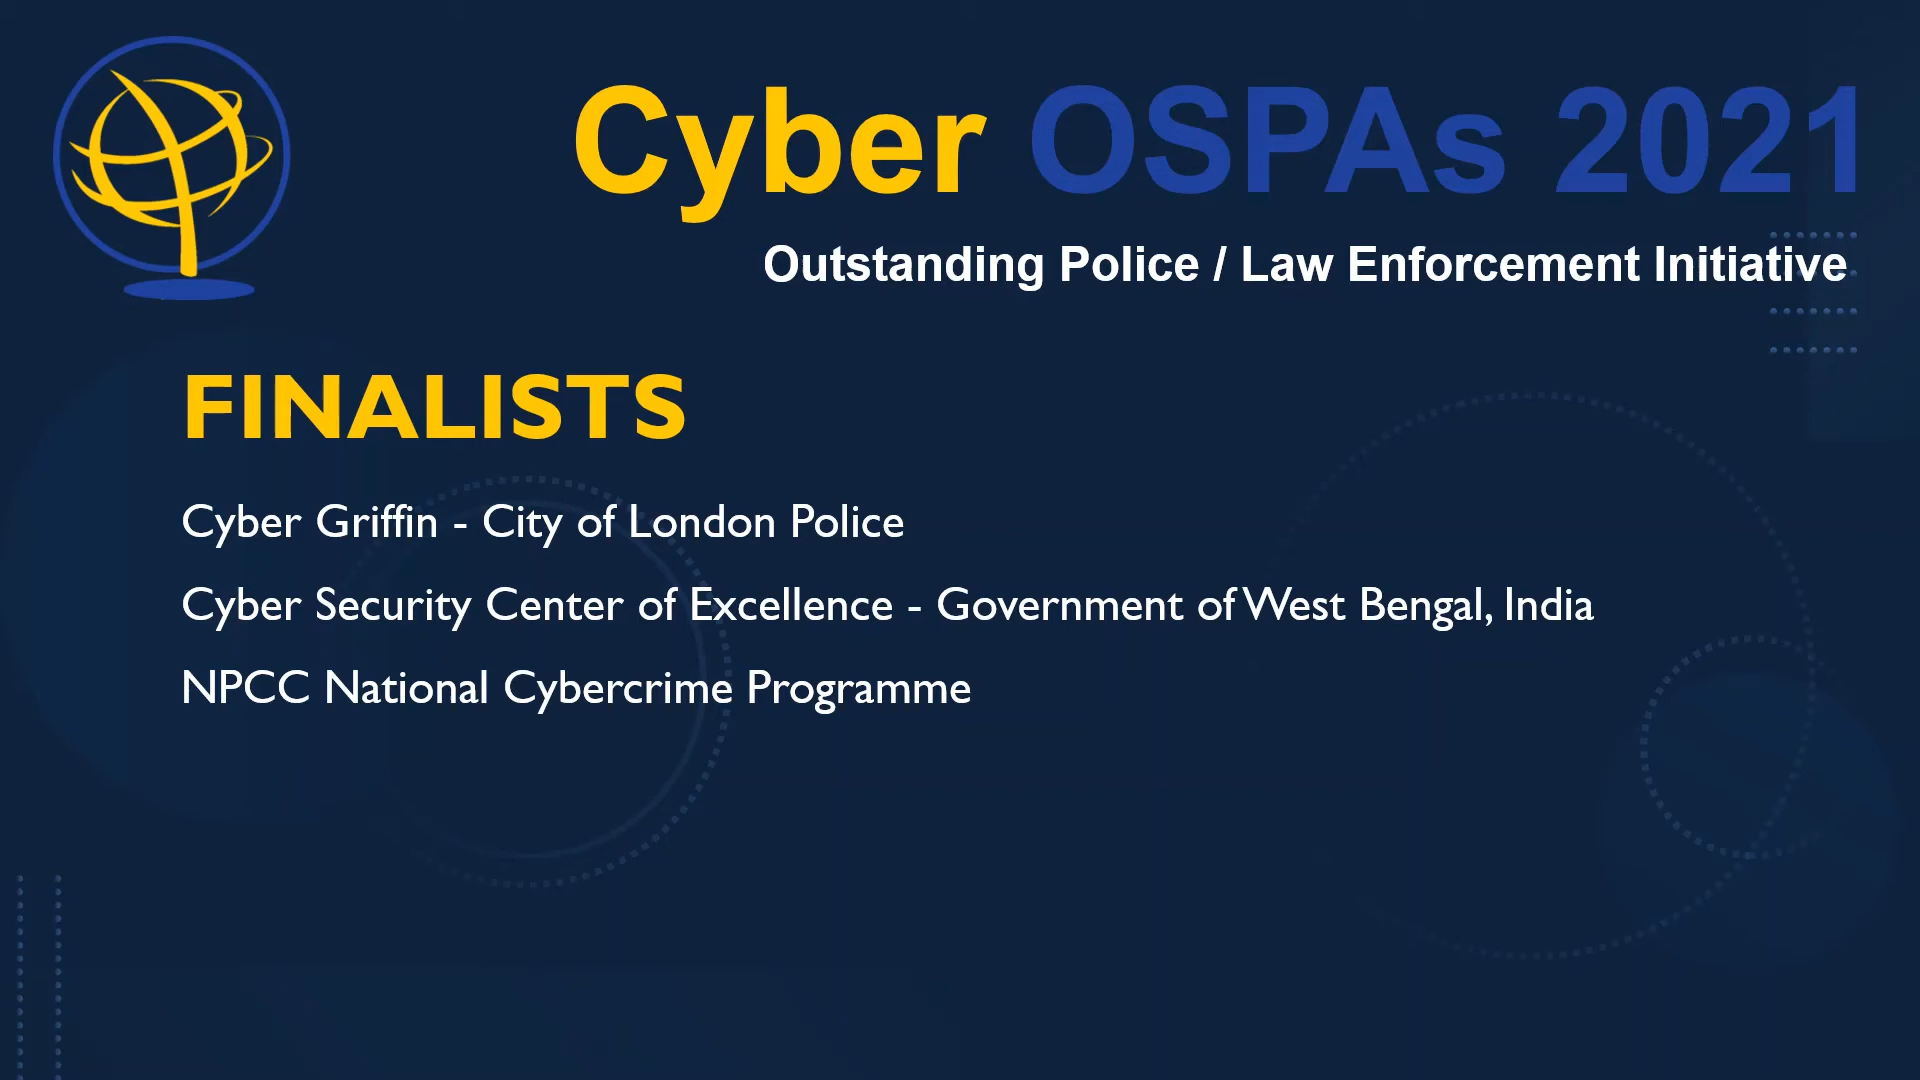 Cyber OSPAs 2021
Outstanding Police / Law Enforcement Initiative
FINALISTS
Cyber Griffin - City of London Police
Cyber Security Center of Excellence - Government of West Bengal, India
NPCC National Cybercrime Programme